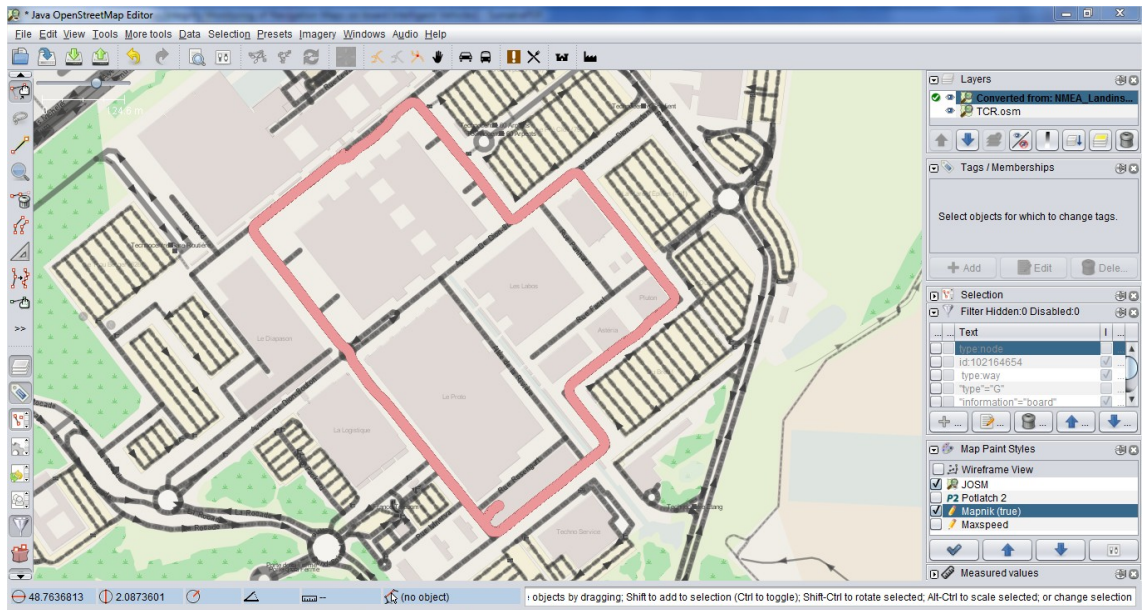 * Java OpenStreetMap Editor
File Edit View Tools More tools Data Selection Presets Imagery Windows Audio Help
Layers
Converted from: NMEA_Landins...
TCR.osm
Tags / Memberships
Select objects for which to change tags.
Add Edit Dele...
Selection
Filter Hidden:0 Disabled:0
... ... Text I ...
type:node
id:102164654
type:way
"type"="G"
"information"="board"
... ... ... ... ...
Map Paint Styles
Wireframe View
JOSM
P2 Potlatch 2
Mapnik (true)
Maxspeed
Measured values
Les Labos
Pluton
Le Diapason
Le Proto
La Logistique
Techno Service
>>
48.7636813 2.0873601 -- (no object) : objects by dragging; Shift to add to selection (Ctrl to toggle); Shift-Ctrl to rotate selected; Alt-Ctrl to scale selected; or change selection